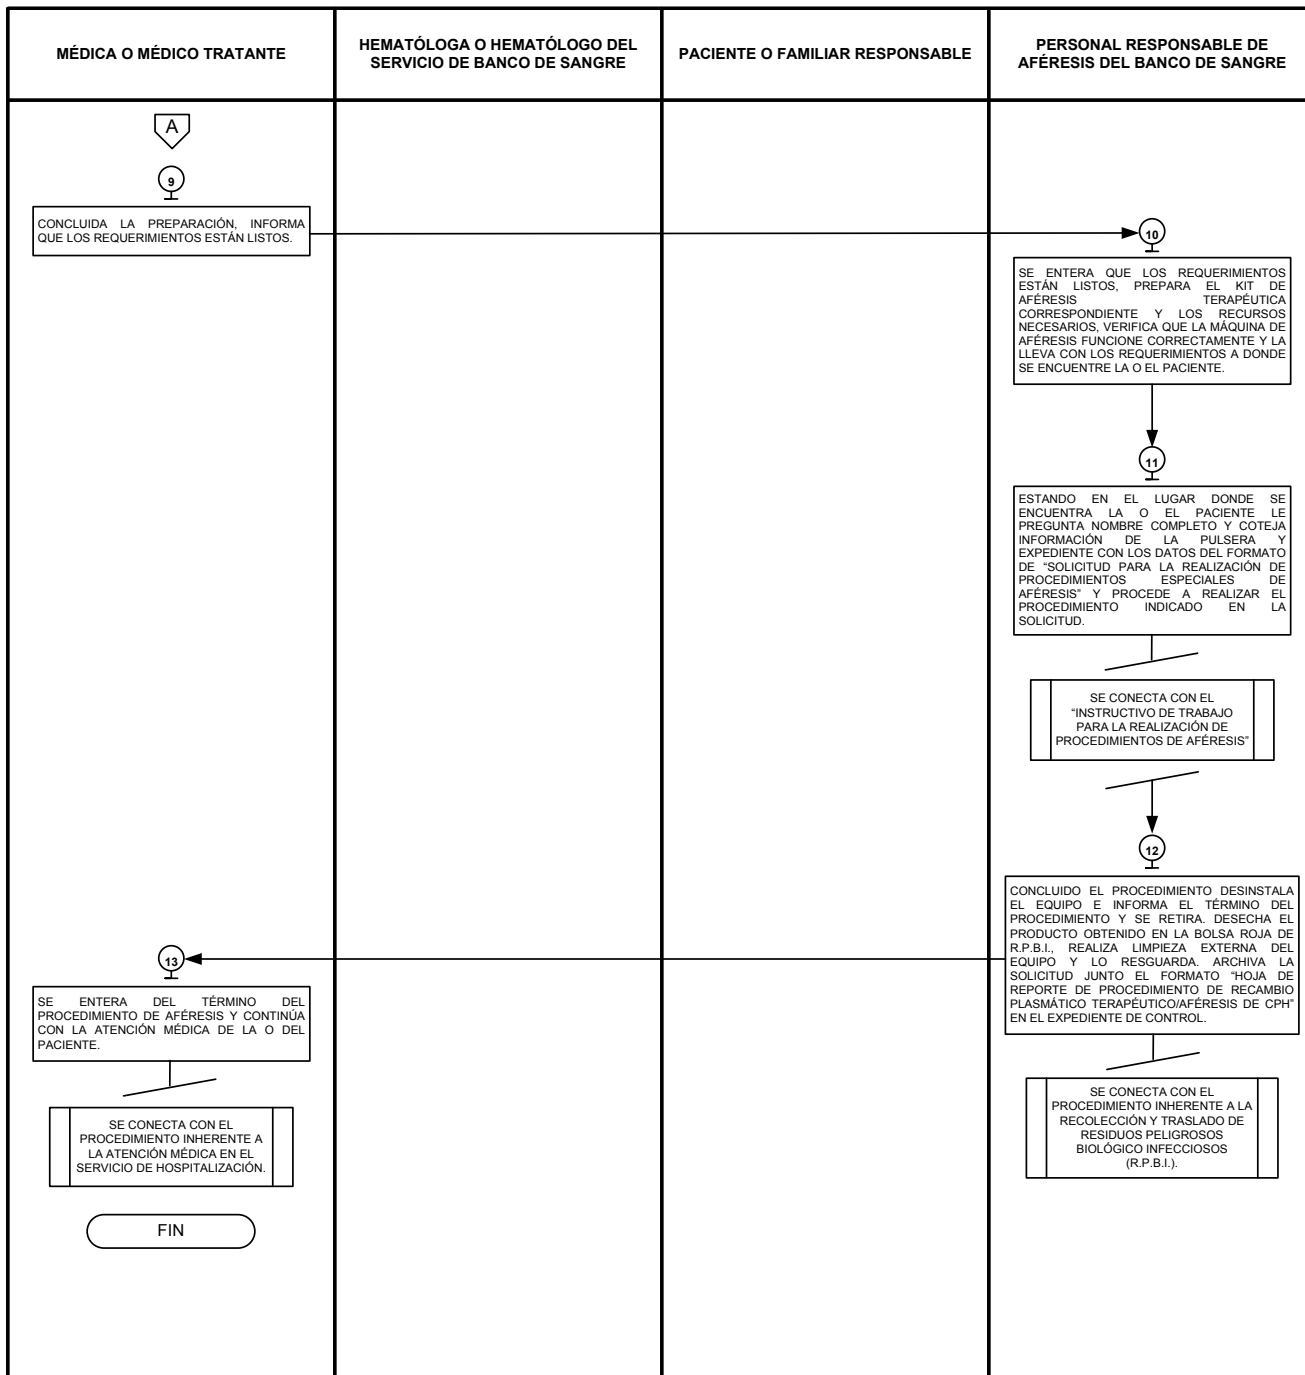 MÉDICA O MÉDICO TRATANTE
HEMATÓLOGA O HEMATÓLOGO DEL
SERVICIO DE BANCO DE SANGRE
PACIENTE O FAMILIAR RESPONSABLE
PERSONAL RESPONSABLE DE
AFÉRESIS DEL BANCO DE SANGRE
A
9
CONCLUIDA LA PREPARACIÓN, INFORMA
QUE LOS REQUERIMIENTOS ESTÁN LISTOS.
10
SE ENTERA QUE LOS REQUERIMIENTOS
ESTÁN LISTOS, PREPARA EL KIT DE
AFÉRESIS TERAPÉUTICA
CORRESPONDIENTE Y LOS RECURSOS
NECESARIOS, VERIFICA QUE LA MÁQUINA DE
AFÉRESIS FUNCIONE CORRECTAMENTE Y LA
LLEVA CON LOS REQUERIMIENTOS A DONDE
SE ENCUENTRE LA O EL PACIENTE.
11
ESTANDO EN EL LUGAR DONDE SE
ENCUENTRA LA O EL PACIENTE LE
PREGUNTA NOMBRE COMPLETO Y COTEJA
INFORMACIÓN DE LA PULSERA Y
EXPEDIENTE CON LOS DATOS DEL FORMATO
DE “SOLICITUD PARA LA REALIZACIÓN DE
PROCEDIMIENTOS ESPECIALES DE
AFÉRESIS” Y PROCEDE A REALIZAR EL
PROCEDIMIENTO INDICADO EN LA
SOLICITUD.
SE CONECTA CON EL
“INSTRUCTIVO DE TRABAJO
PARA LA REALIZACIÓN DE
PROCEDIMIENTOS DE AFÉRESIS”
12
CONCLUIDO EL PROCEDIMIENTO DESINSTALA
EL EQUIPO E INFORMA EL TÉRMINO DEL
PROCEDIMIENTO Y SE RETIRA. DESECHA EL
PRODUCTO OBTENIDO EN LA BOLSA ROJA DE
R.P.B.I., REALIZA LIMPIEZA EXTERNA DEL
EQUIPO Y LO RESGUARDA. ARCHIVA LA
SOLICITUD JUNTO EL FORMATO “HOJA DE
REPORTE DE PROCEDIMIENTO DE RECAMBIO
PLASMÁTICO TERAPÉUTICO/AFÉRESIS DE CPH”
EN EL EXPEDIENTE DE CONTROL.
13
SE ENTERA DEL TÉRMINO DEL
PROCEDIMIENTO DE AFÉRESIS Y CONTINÚA
CON LA ATENCIÓN MÉDICA DE LA O DEL
PACIENTE.
SE CONECTA CON EL
PROCEDIMIENTO INHERENTE A
LA ATENCIÓN MÉDICA EN EL
SERVICIO DE HOSPITALIZACIÓN.
SE CONECTA CON EL
PROCEDIMIENTO INHERENTE A LA
RECOLECCIÓN Y TRASLADO DE
RESIDUOS PELIGROSOS
BIOLÓGICO INFECCIOSOS
(R.P.B.I.).
FIN